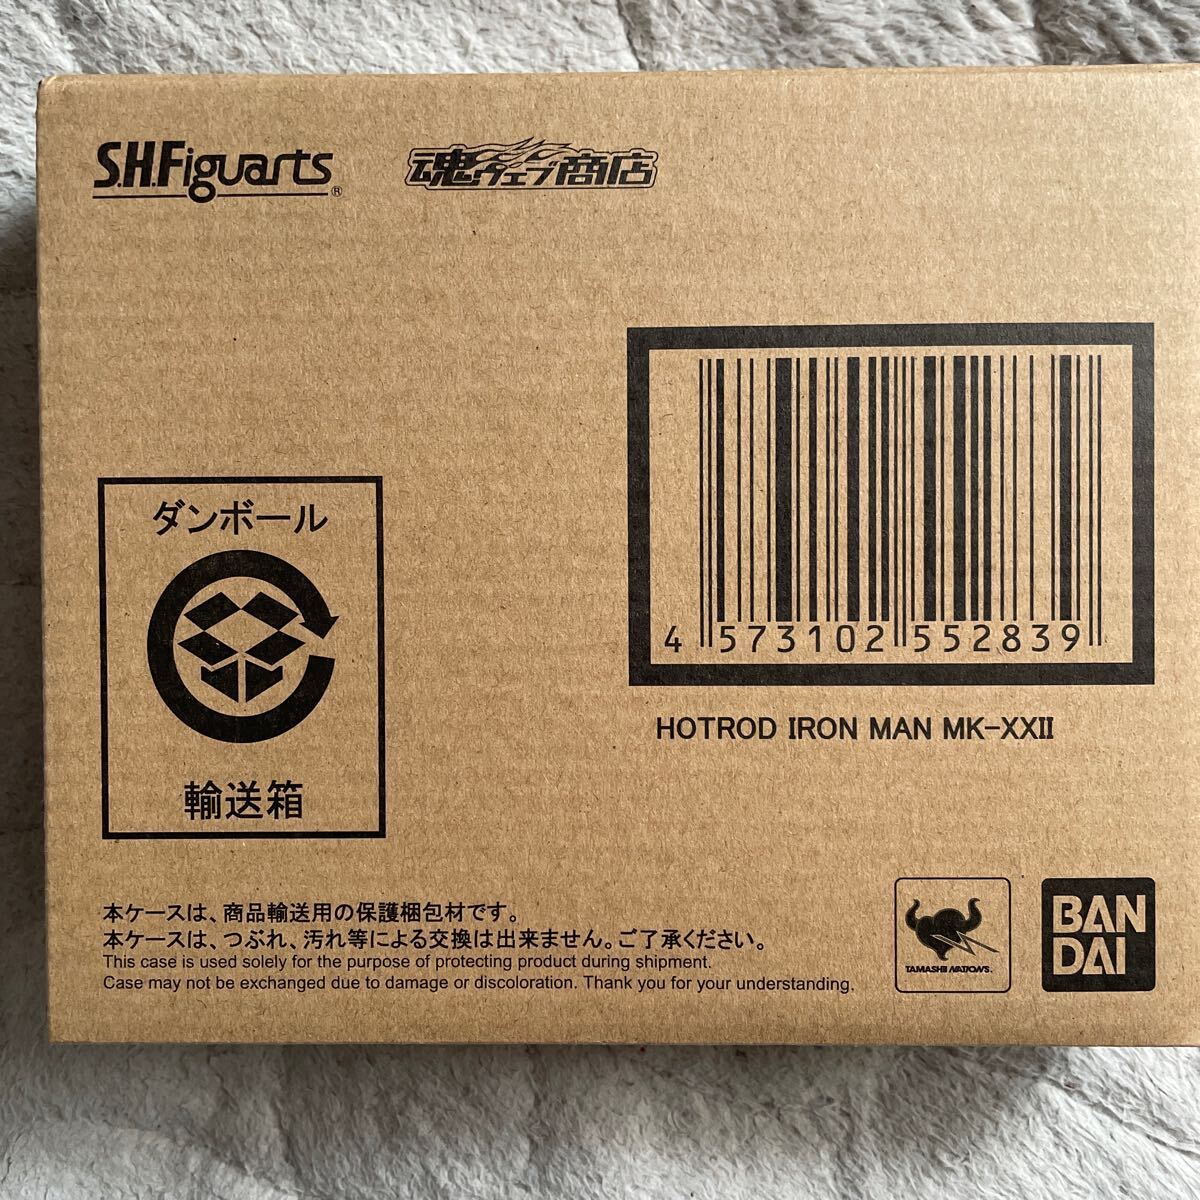 S.H.Figuarts®
魂ウェブ商店
4 573102 552839
HOTROD IRON MAN MK-XXII
ダンボール
輸送箱
本ケースは、商品輸送用の保護梱包材です。
本ケースは、つぶれ、汚れ等による交換は出来ません。ご了承ください。
This case is used solely for the purpose of protecting product during shipment.
Case may not be exchanged due to damage or discoloration. Thank you for your understanding.
TAMASHII NATIONS.
BAN
DAI